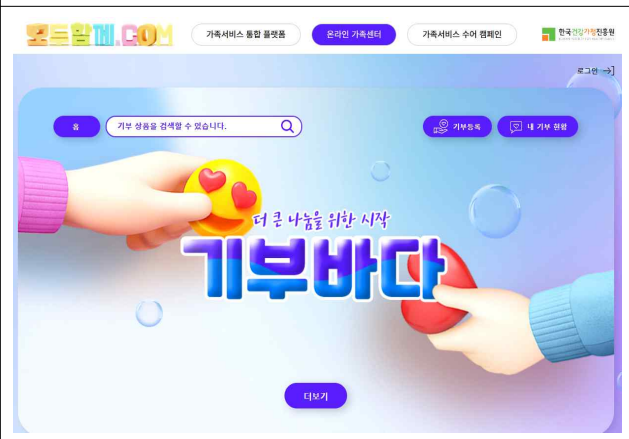 모두함께.COM
가족서비스 통합 플랫폼
온라인 가족센터
가족서비스 수어 캠페인
한국건강가정진흥원
로그인
홈
기부 상품을 검색할 수 있습니다.
기부등록
내 기부 현황
더 큰 나눔을 위한 시작
기부바다
더보기